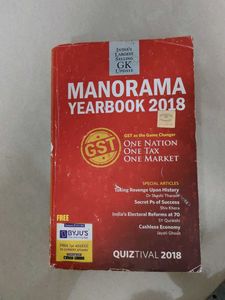 INDIA'S
LARGEST
SELLING
GK
UPDATE
MANORAMA
YEARBOOK 2018
GST
GST as the Game Changer
ONE NATION
ONE TAX
ONE MARKET
SPECIAL ARTICLES
Taking Revenge Upon History
Dr Shashi Tharoor
Secret Ps of Success
Shiv Khera
India's Electoral Reforms at 70
SY Quraishi
Cashless Economy
Jayati Ghosh
FREE
BYJU'S
QUIZTIVAL 2018